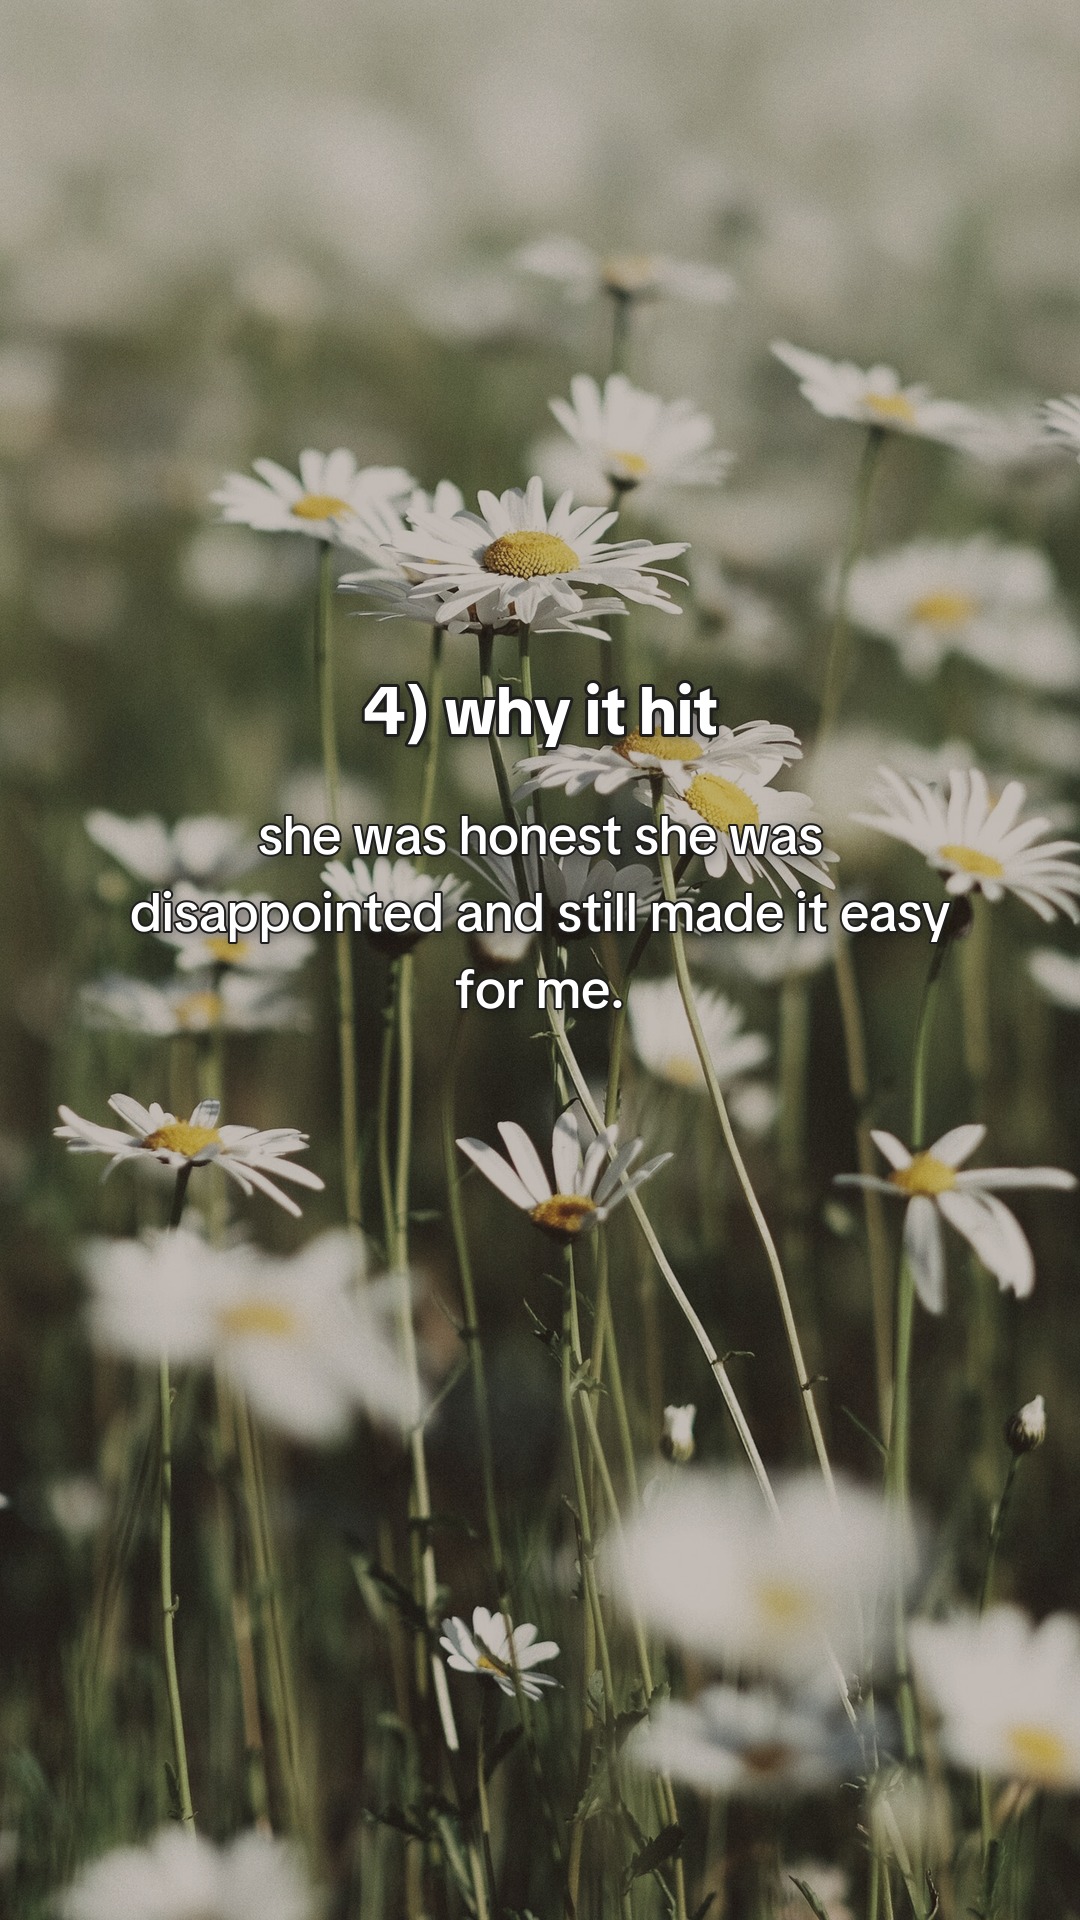 4) why it hit
she was honest she was
disappointed and still made it easy
for me.